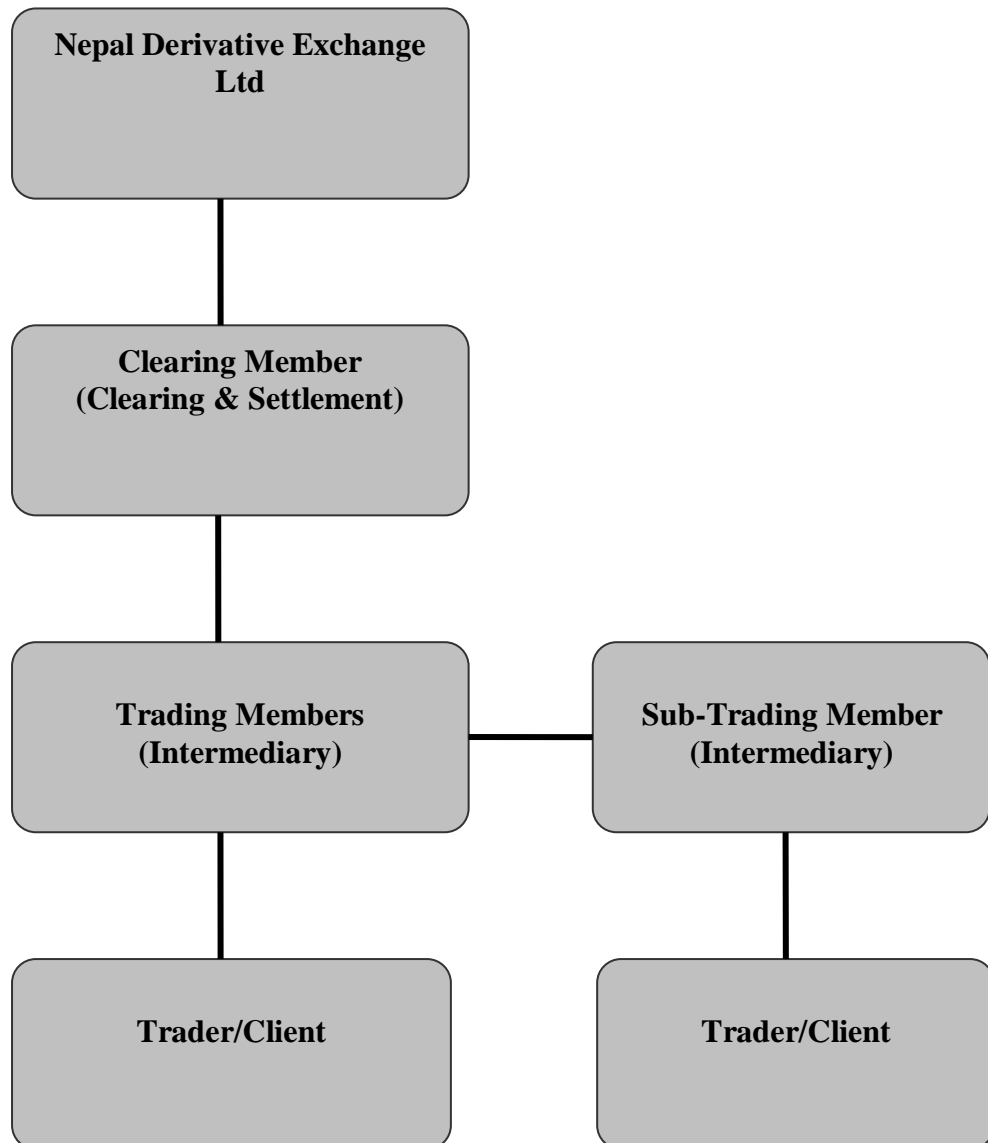 Nepal Derivative Exchange
Ltd
Clearing Member
(Clearing & Settlement)
Trading Members
(Intermediary)
Sub-Trading Member
(Intermediary)
Trader/Client
Trader/Client